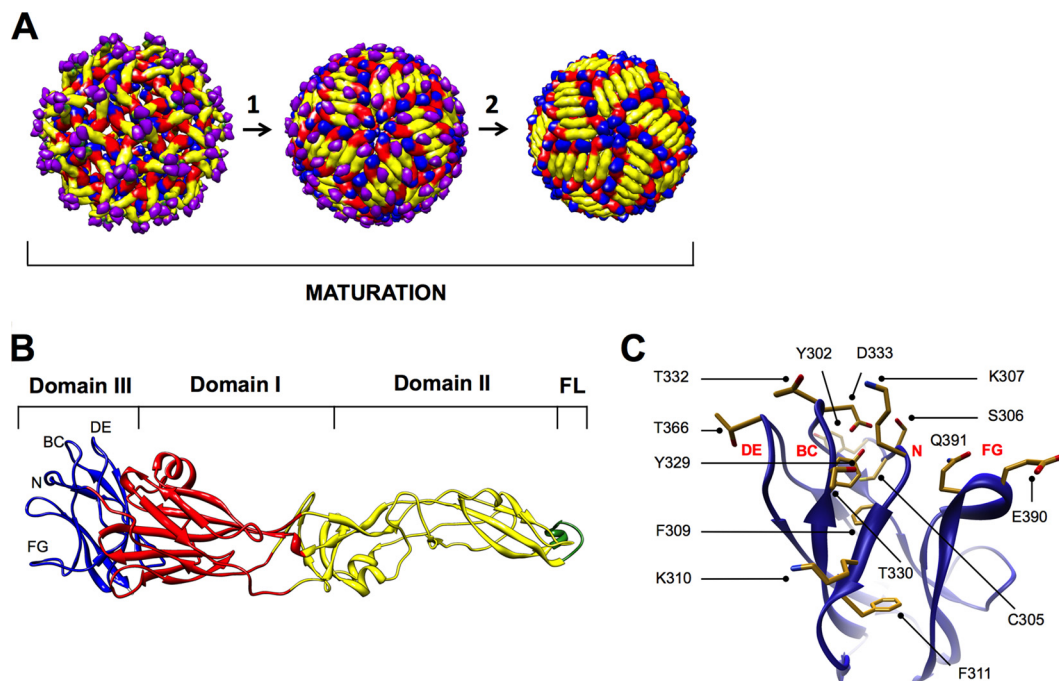 A
1
2
MATURATION
B
Domain III
Domain I
Domain II
FL
DE
BC
N
FG
C
Y302
D333
T332
K307
S306
T366
DE
BC
N
Q391
FG
Y329
E390
F309
T330
K310
C305
F311